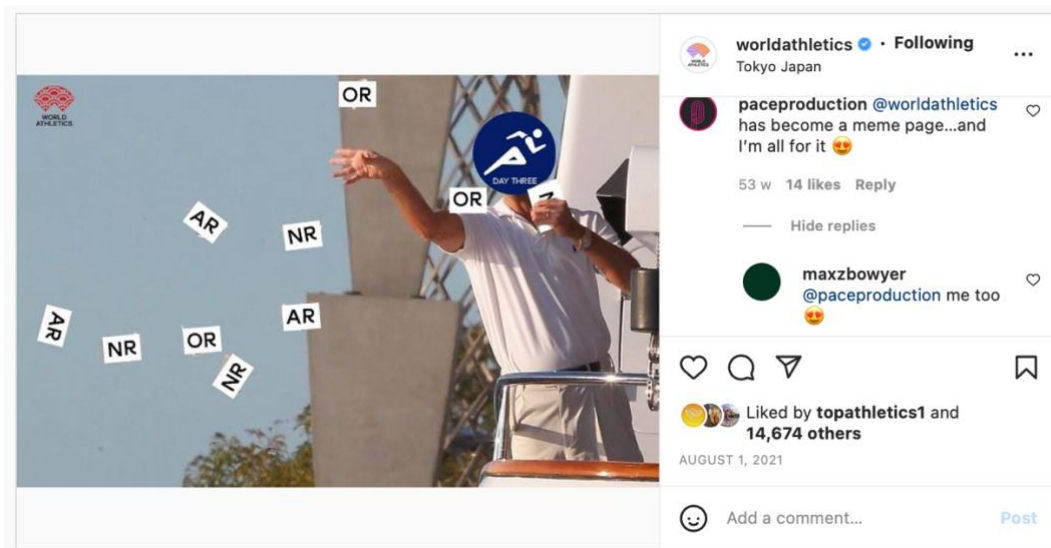 WORLD
ATHLETICS.
OR
DAY THREE
OR
N
AR
NR
AR
AR
NR
OR
NR
WORLD
ATHLETICS
worldathletics • Following
Tokyo Japan
paceproduction @worldathletics
has become a meme page...and
I'm all for it 😍
53 w 14 likes Reply
Hide replies
maxzbowyer
@paceproduction me too
😍
Liked by topathletics1 and
14,674 others
AUGUST 1, 2021
Add a comment...
Post